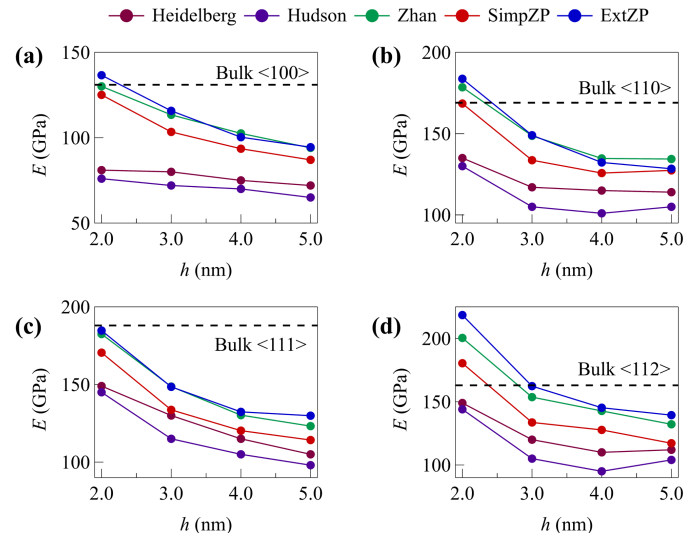 Heidelberg Hudson Zhan SimpZP ExtZP
(a)
150
100
50
E (GPa)
Bulk <100>
2.0 3.0 4.0 5.0
h (nm)
(b)
200
150
100
E (GPa)
Bulk <110>
2.0 3.0 4.0 5.0
h (nm)
(c)
200
150
100
E (GPa)
Bulk <111>
2.0 3.0 4.0 5.0
h (nm)
(d)
200
150
100
E (GPa)
Bulk <112>
2.0 3.0 4.0 5.0
h (nm)